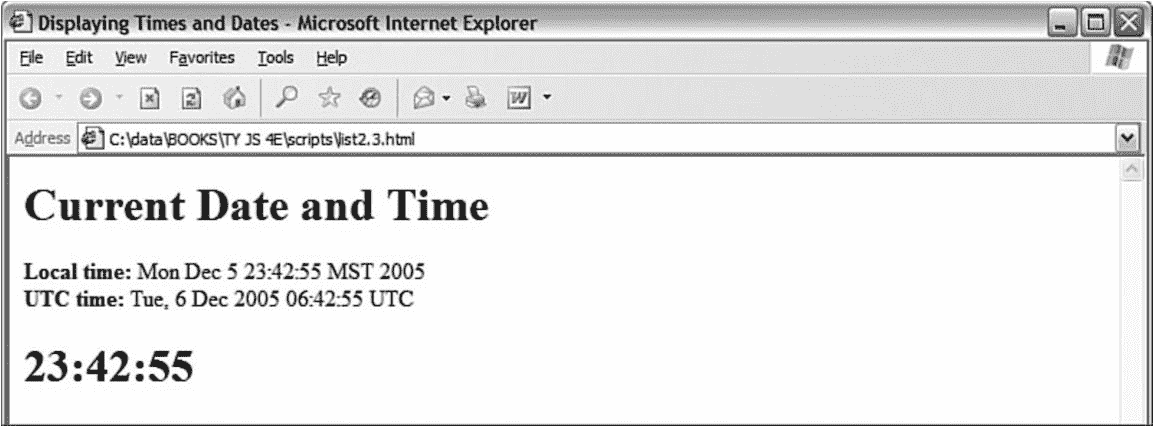 Displaying Times and Dates - Microsoft Internet Explorer
File Edit View Favorites Tools Help
Address C:\data\BOOKS\TY JS 4E\scripts\list2.3.html
Current Date and Time
Local time: Mon Dec 5 23:42:55 MST 2005
UTC time: Tue, 6 Dec 2005 06:42:55 UTC
23:42:55